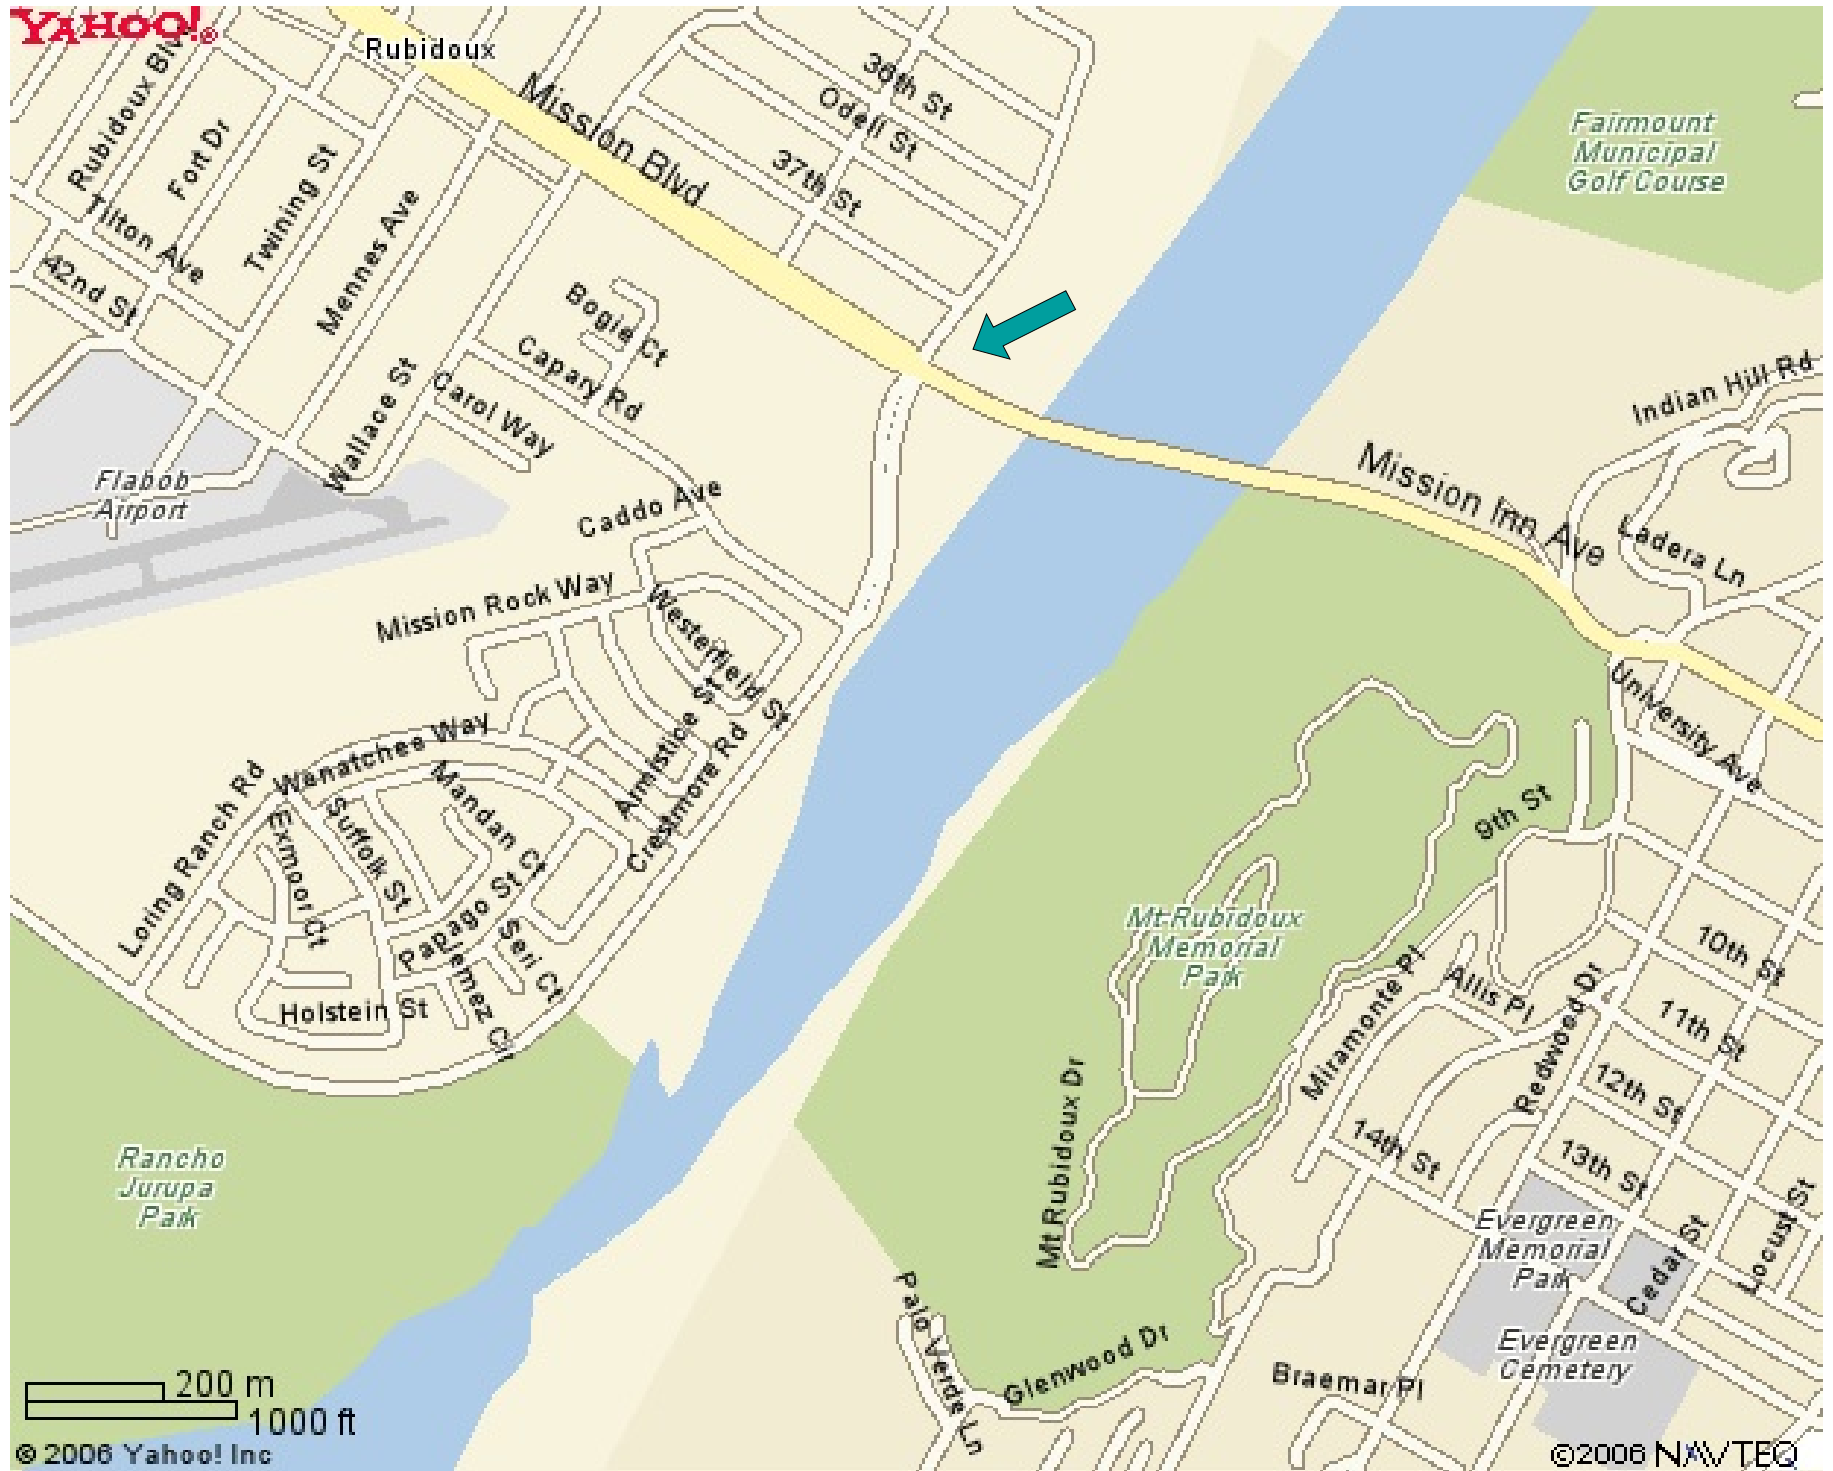 YAHOO!®
Rubidoux
Rubidoux Blvd
Fort Dr
Twining St
Mission Blvd
36th St
Odell St
37th St
Fairmount
Municipal
Golf Course
Tilton Ave
42nd St
Mennes Ave
Bogie Ct
Capary Rd
Carol Way
Wallace St
Indian Hill Rd
Flabob
Airport
Caddo Ave
Mission Inn Ave
Ladera Ln
Mission Rock Way
Westerfield St
University Ave
Wenatchee Way
Armistice St
Crestmore Rd
Loring Ranch Rd
Exmoor Ct
Suffolk St
Mandan Ct
9th St
Papago St
Seri Ct
Jemez Ct
Holstein St
Mt Rubidoux
Memorial
Park
Miramonte Pl
Allis Pl
Redwood Dr
10th St
11th St
12th St
13th St
14th St
Mt Rubidoux Dr
Rancho
Jurupa
Park
Evergreen
Memorial
Park
Cedar St
Locust St
Evergreen
Cemetery
Palo Verde Ln
Glenwood Dr
Braemar Pl
200 m
1000 ft
© 2006 Yahoo! Inc
©2006 NAVTEQ